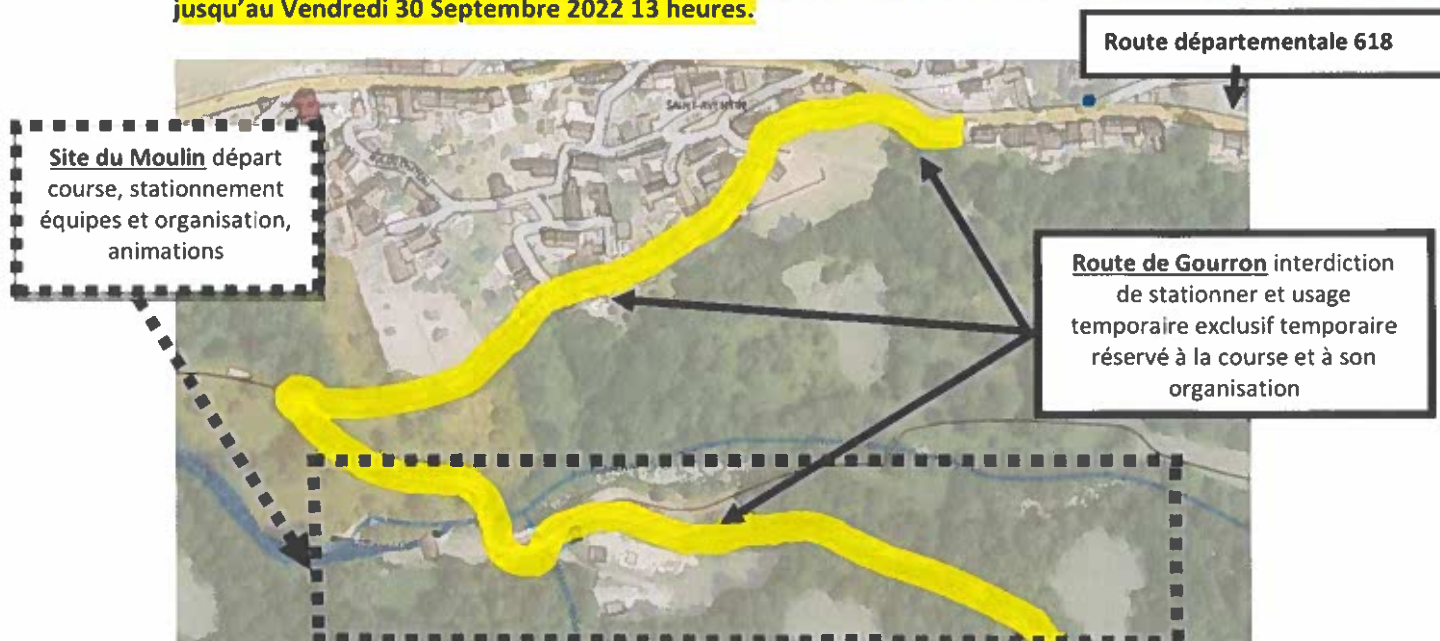 jusqu'au Vendredi 30 Septembre 2022 13 heures.
Route départementale 618
Site du Moulin départ
course, stationnement
équipes et organisation,
animations
Route de Gourron interdiction
de stationner et usage
temporaire exclusif temporaire
réservé à la course et à son
organisation